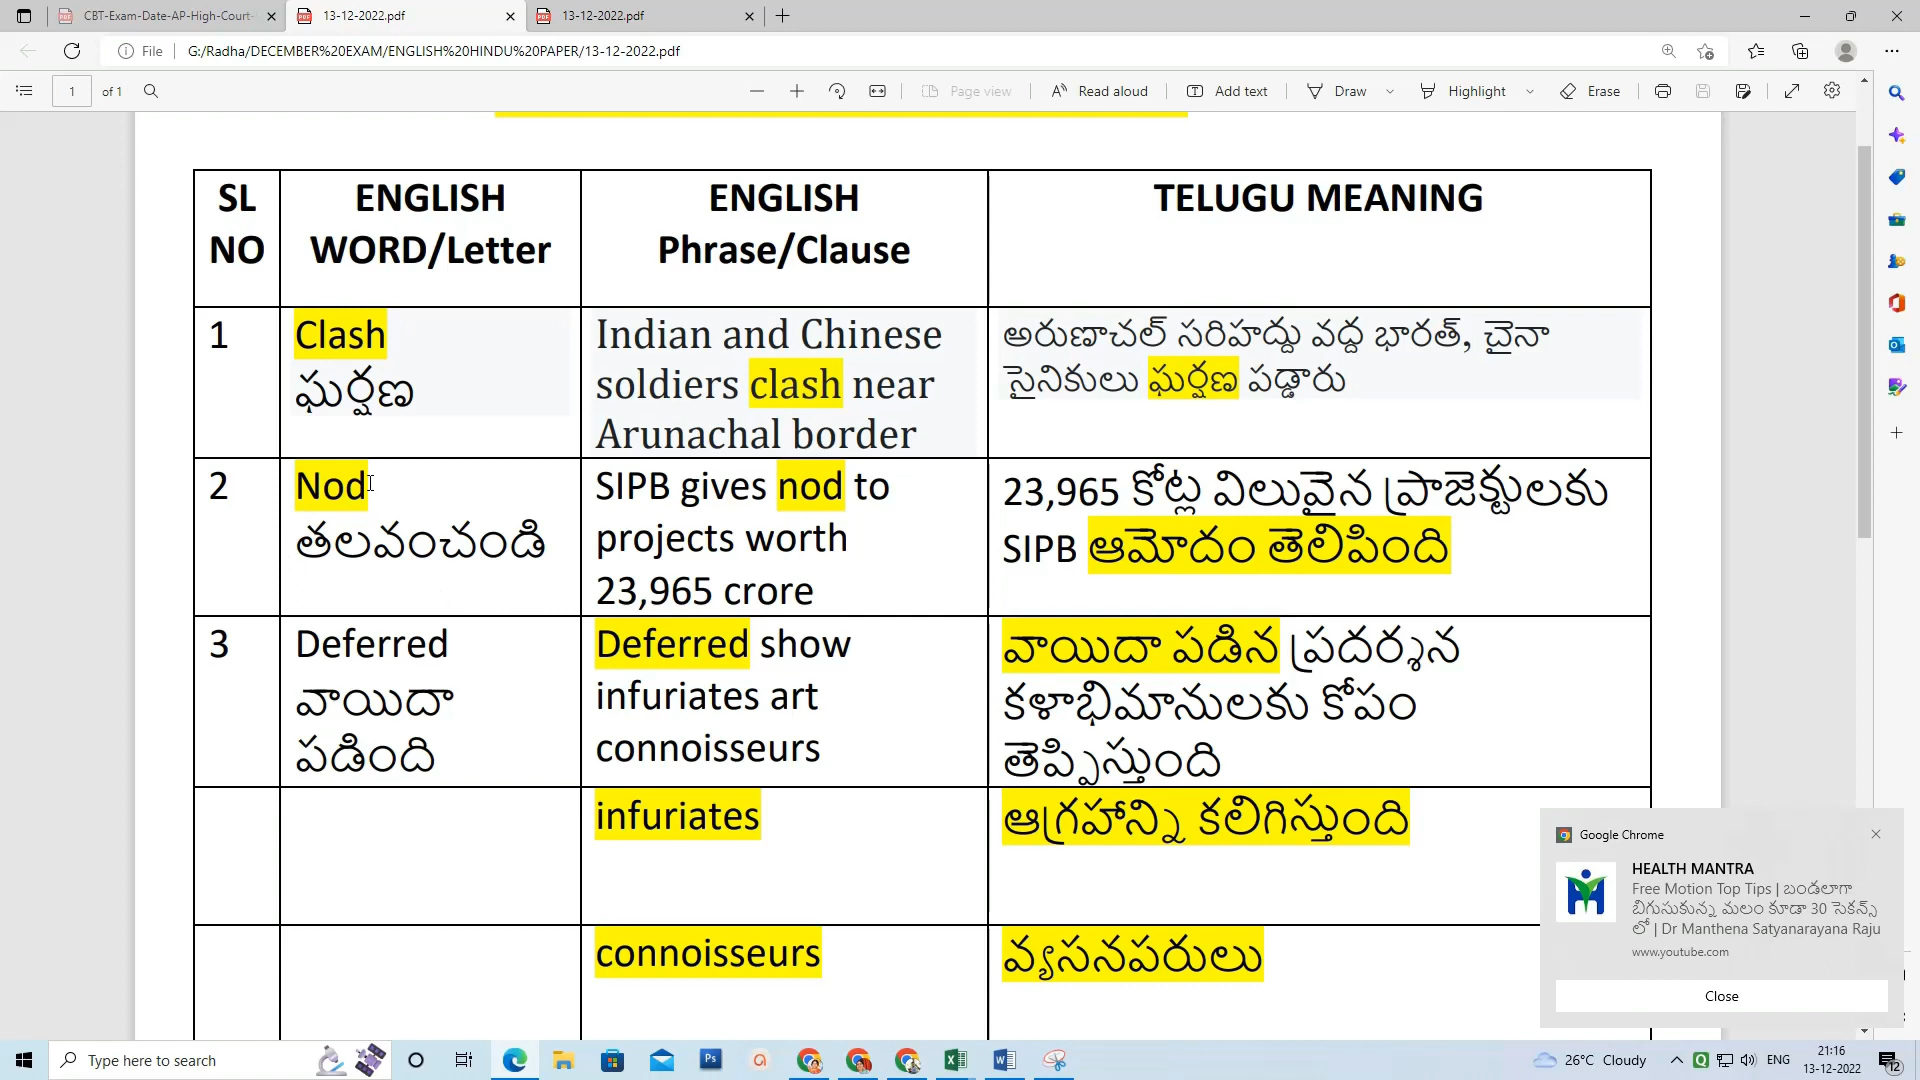 CBT-Exam-Date-AP-High-Court-
13-12-2022.pdf
13-12-2022.pdf
File
G:/Radha/DECEMBER%20EXAM/ENGLISH%20HINDU%20PAPER/13-12-2022.pdf
1 of 1
Page view
Read aloud
Add text
Draw
Highlight
Erase
SL
NO
ENGLISH
WORD/Letter
ENGLISH
Phrase/Clause
TELUGU MEANING
1
Clash
ఘర్షణ
Indian and Chinese
soldiers clash near
Arunachal border
అరుణాచల్ సరిహద్దు వద్ద భారత్, చైనా
సైనికులు ఘర్షణ పడ్డారు
2
Nod
తలవంచండి
SIPB gives nod to
projects worth
23,965 crore
23,965 కోట్ల విలువైన ప్రాజెక్టులకు
SIPB ఆమోదం తెలిపింది
3
Deferred
వాయిదా
పడింది
Deferred show
infuriates art
connoisseurs
వాయిదా పడిన ప్రదర్శన
కళాభిమానులకు కోపం
తెప్పిస్తుంది
infuriates
ఆగ్రహాన్ని కలిగిస్తుంది
connoisseurs
వ్యసనపరులు
Google Chrome
HEALTH MANTRA
Free Motion Top Tips | బండలాగా
బిగుసుకున్న మలం కూడా 30 సెకన్స్
లో | Dr Manthena Satyanarayana Raju
www.youtube.com
Close
Type here to search
Ps
26°C Cloudy
ENG
21:16
13-12-2022
12